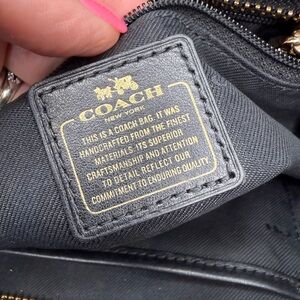 COACH
NEW YORK
THIS IS A COACH BAG. IT WAS
HANDCRAFTED FROM THE FINEST
MATERIALS. ITS SUPERIOR
CRAFTSMANSHIP AND ATTENTION
TO DETAIL REFLECT OUR
COMMITMENT TO ENDURING QUALITY.